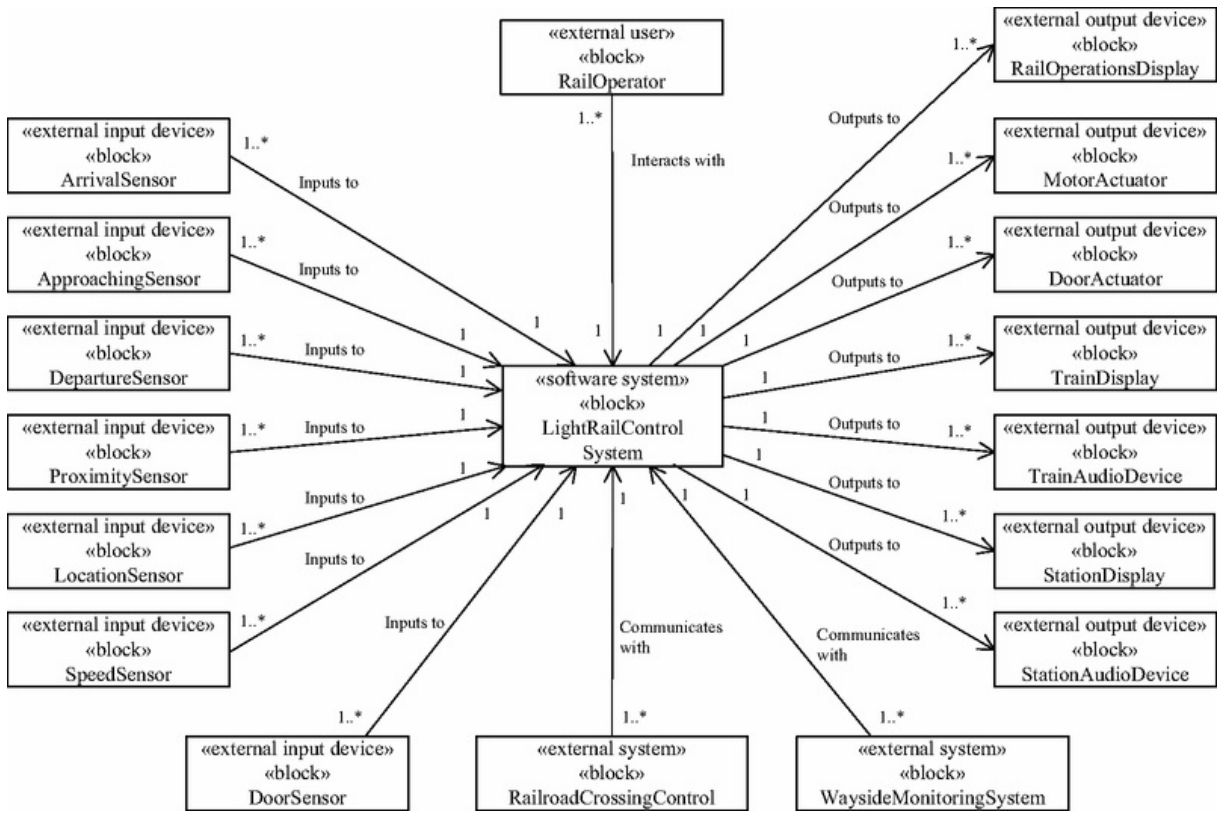 «external user»
«block»
RailOperator
1..*
Interacts with
1
«external input device»
«block»
ArrivalSensor
1..*
Inputs to
1
«external input device»
«block»
ApproachingSensor
1..*
Inputs to
1
«external input device»
«block»
DepartureSensor
1..*
Inputs to
1
«external input device»
«block»
ProximitySensor
1..*
Inputs to
1
«external input device»
«block»
LocationSensor
1..*
Inputs to
1
«external input device»
«block»
SpeedSensor
1..*
Inputs to
1
«external input device»
«block»
DoorSensor
1..*
Inputs to
1
«software system»
«block»
LightRailControl
System
«external system»
«block»
RailroadCrossingControl
1..*
Communicates
with
1
«external system»
«block»
WaysideMonitoringSystem
1..*
Communicates
with
1
«external output device»
«block»
RailOperationsDisplay
1..*
Outputs to
1
«external output device»
«block»
MotorActuator
1..*
Outputs to
1
«external output device»
«block»
DoorActuator
1..*
Outputs to
1
«external output device»
«block»
TrainDisplay
1..*
Outputs to
1
«external output device»
«block»
TrainAudioDevice
1..*
Outputs to
1
«external output device»
«block»
StationDisplay
1..*
Outputs to
1
«external output device»
«block»
StationAudioDevice
1..*
Outputs to
1